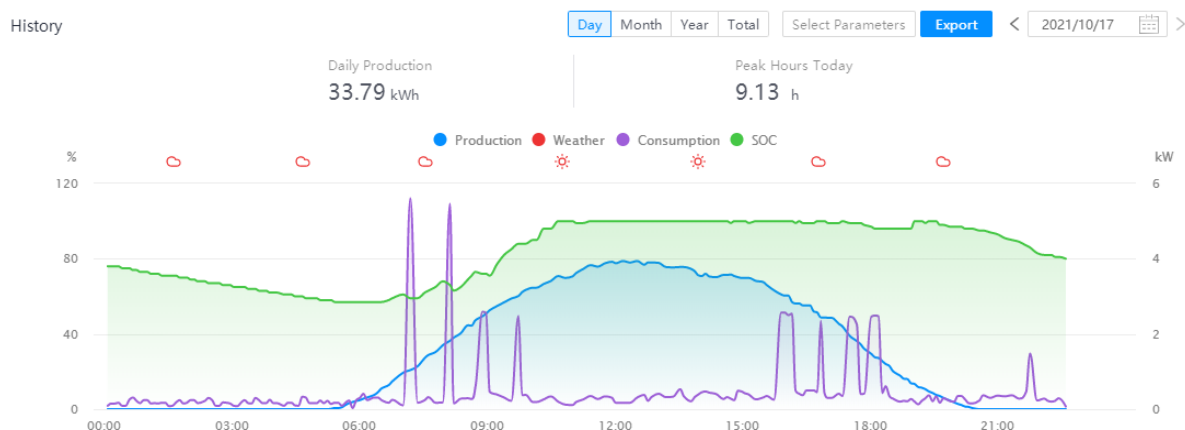 History Day Month Year Total Select Parameters Export 2021/10/17
Daily Production Peak Hours Today
33.79 kWh 9.13 h
Production Weather Consumption SOC
% kW
120 6
80 4
40 2
0 0
00:00 03:00 06:00 09:00 12:00 15:00 18:00 21:00